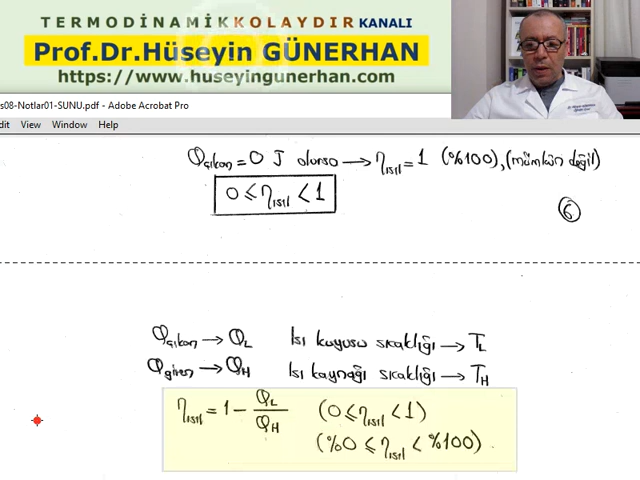 TERMODİNAMİKKOLAYDIR KANALI
Prof.Dr.Hüseyin GÜNERHAN
https://www.huseyingunerhan.com
s08-Notlar01-SUNU.pdf - Adobe Acrobat Pro
dit View Window Help
Qçıkan = 0 J olursa → ηısıl = 1 (%100), (mümkün değil)
0 ≤ ηısıl < 1
6
Qçıkan → QL Isı kuyusu sıcaklığı → TL
Qgiren → QH Isı kaynağı sıcaklığı → TH
ηısıl = 1 - QL/QH (0 ≤ ηısıl < 1)
(%0 ≤ ηısıl < %100)